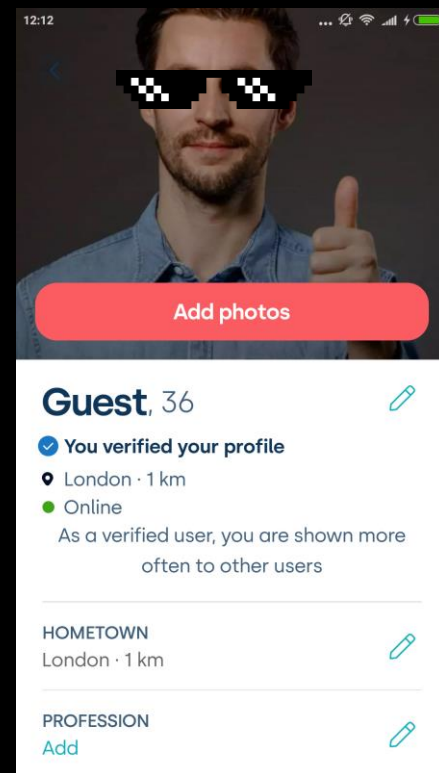 12:12
...
Add photos
Guest, 36
You verified your profile
London · 1 km
Online
As a verified user, you are shown more
often to other users
HOMETOWN
London · 1 km
PROFESSION
Add